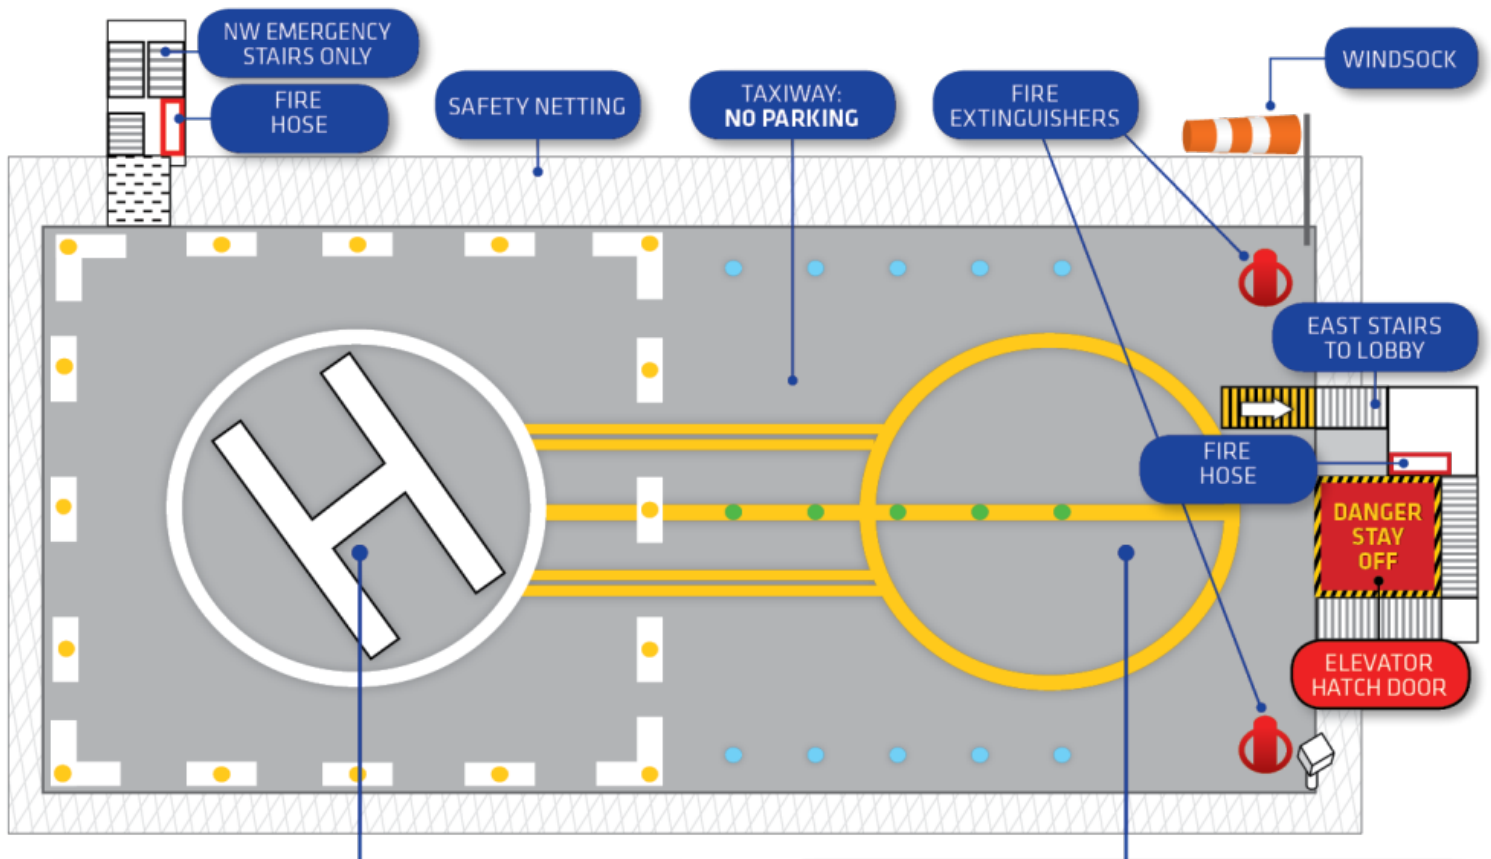 NW EMERGENCY
STAIRS ONLY
FIRE
HOSE
SAFETY NETTING
TAXIWAY:
NO PARKING
FIRE
EXTINGUISHERS
WINDSOCK
EAST STAIRS
TO LOBBY
FIRE
HOSE
DANGER
STAY
OFF
ELEVATOR
HATCH DOOR
H